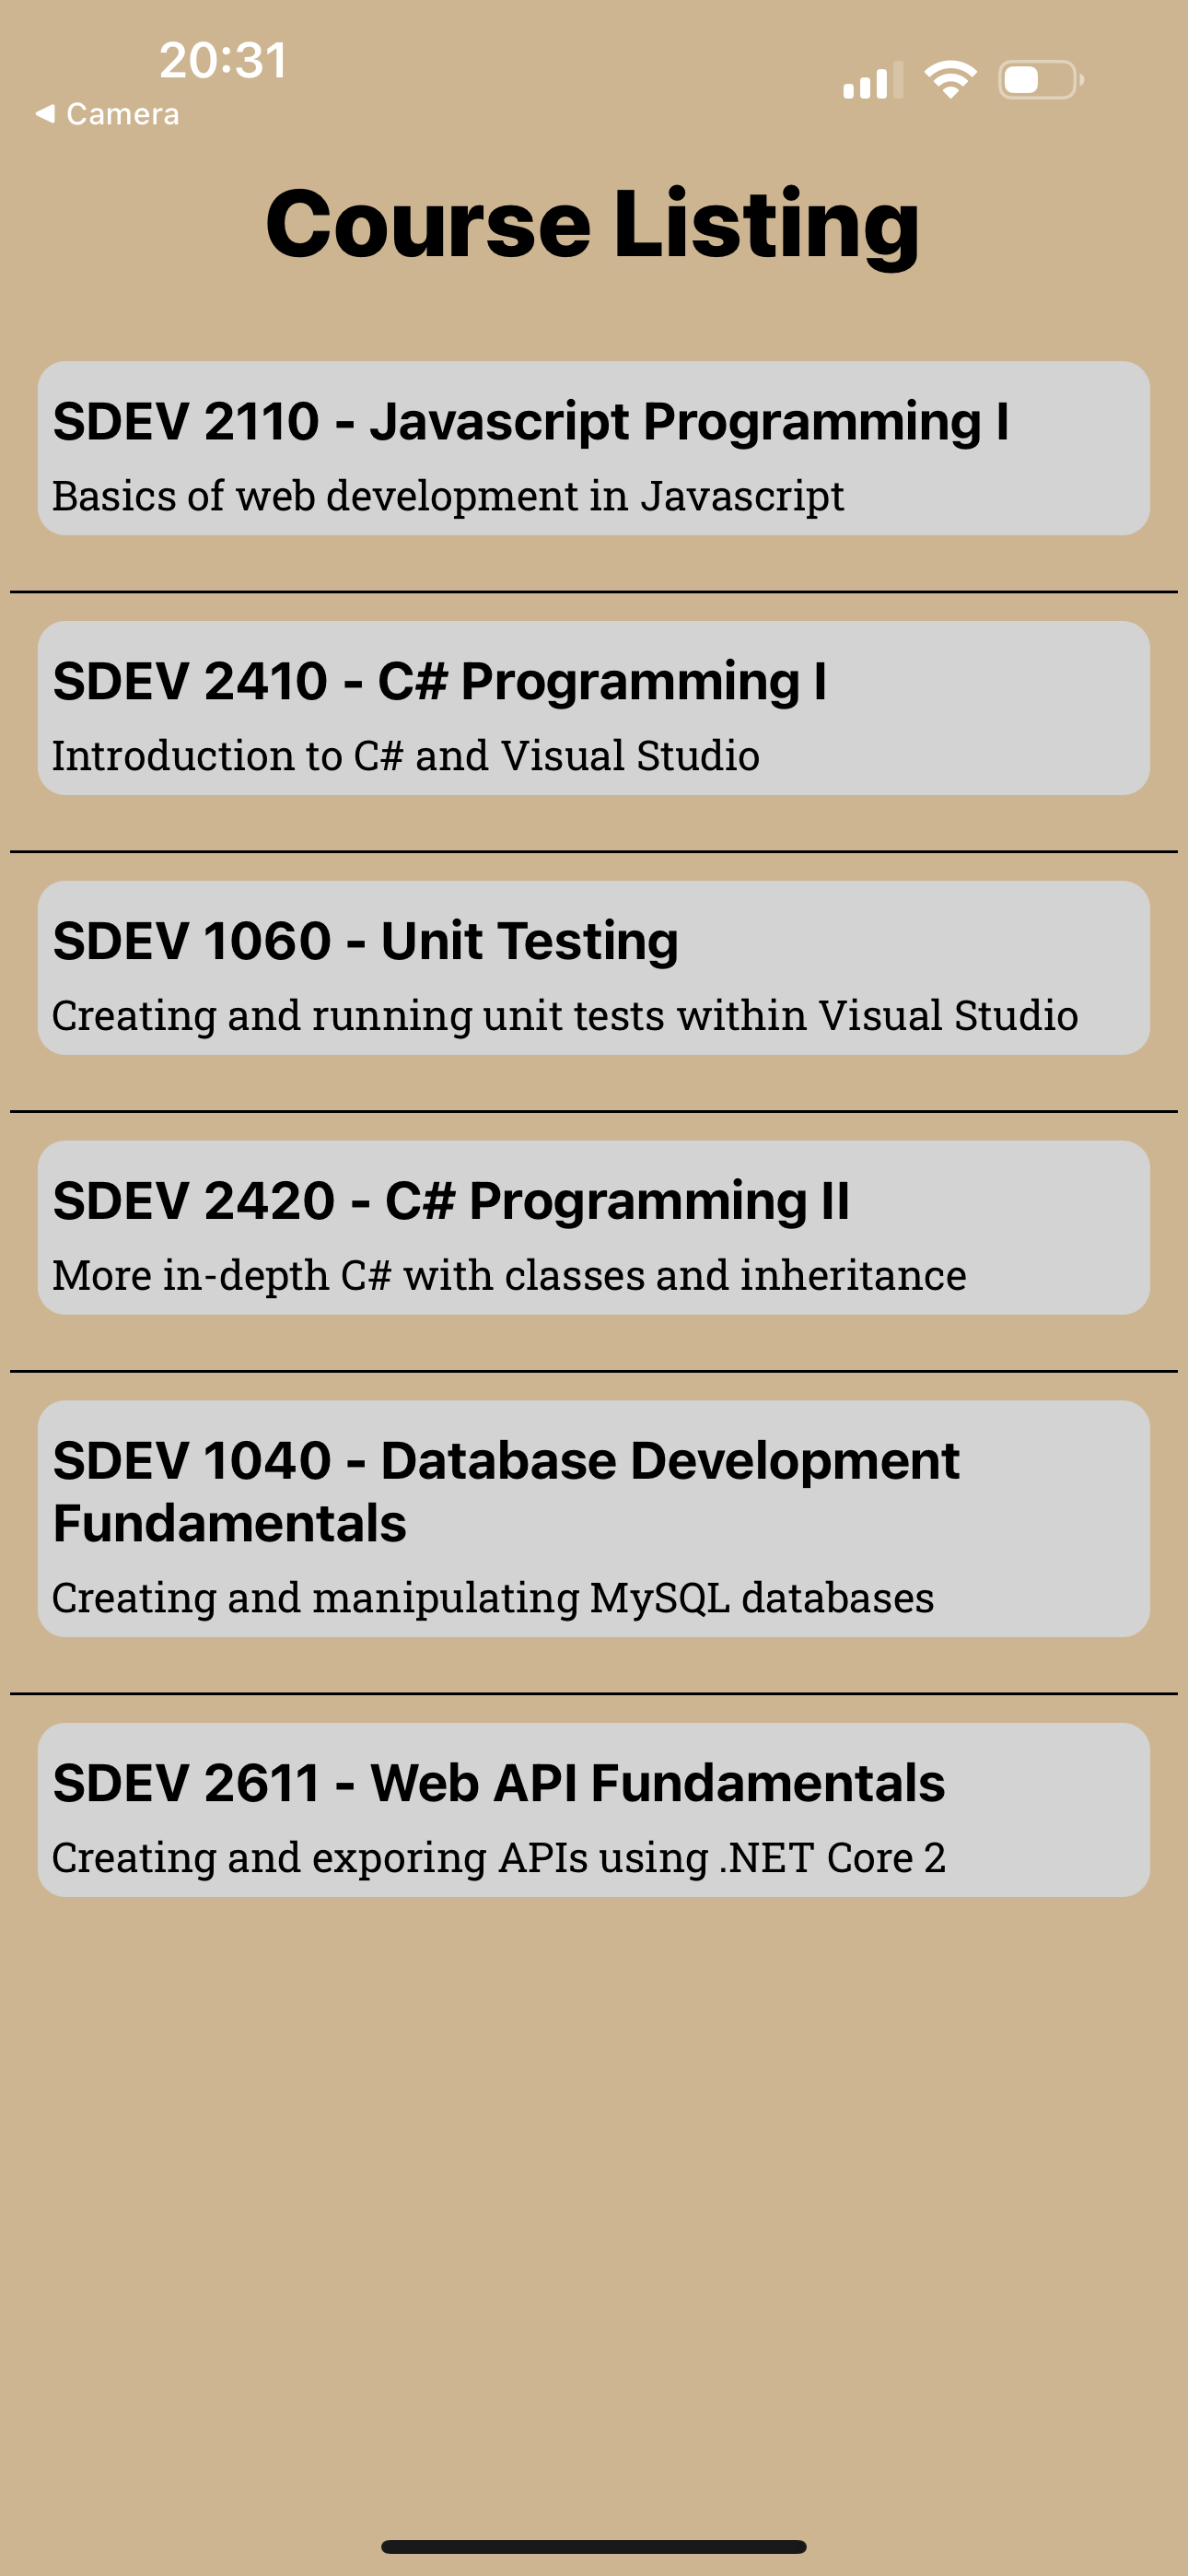 20:31
Camera
Course Listing
SDEV 2110 - Javascript Programming I
Basics of web development in Javascript
SDEV 2410 - C# Programming I
Introduction to C# and Visual Studio
SDEV 1060 - Unit Testing
Creating and running unit tests within Visual Studio
SDEV 2420 - C# Programming II
More in-depth C# with classes and inheritance
SDEV 1040 - Database Development
Fundamentals
Creating and manipulating MySQL databases
SDEV 2611 - Web API Fundamentals
Creating and exporing APIs using .NET Core 2